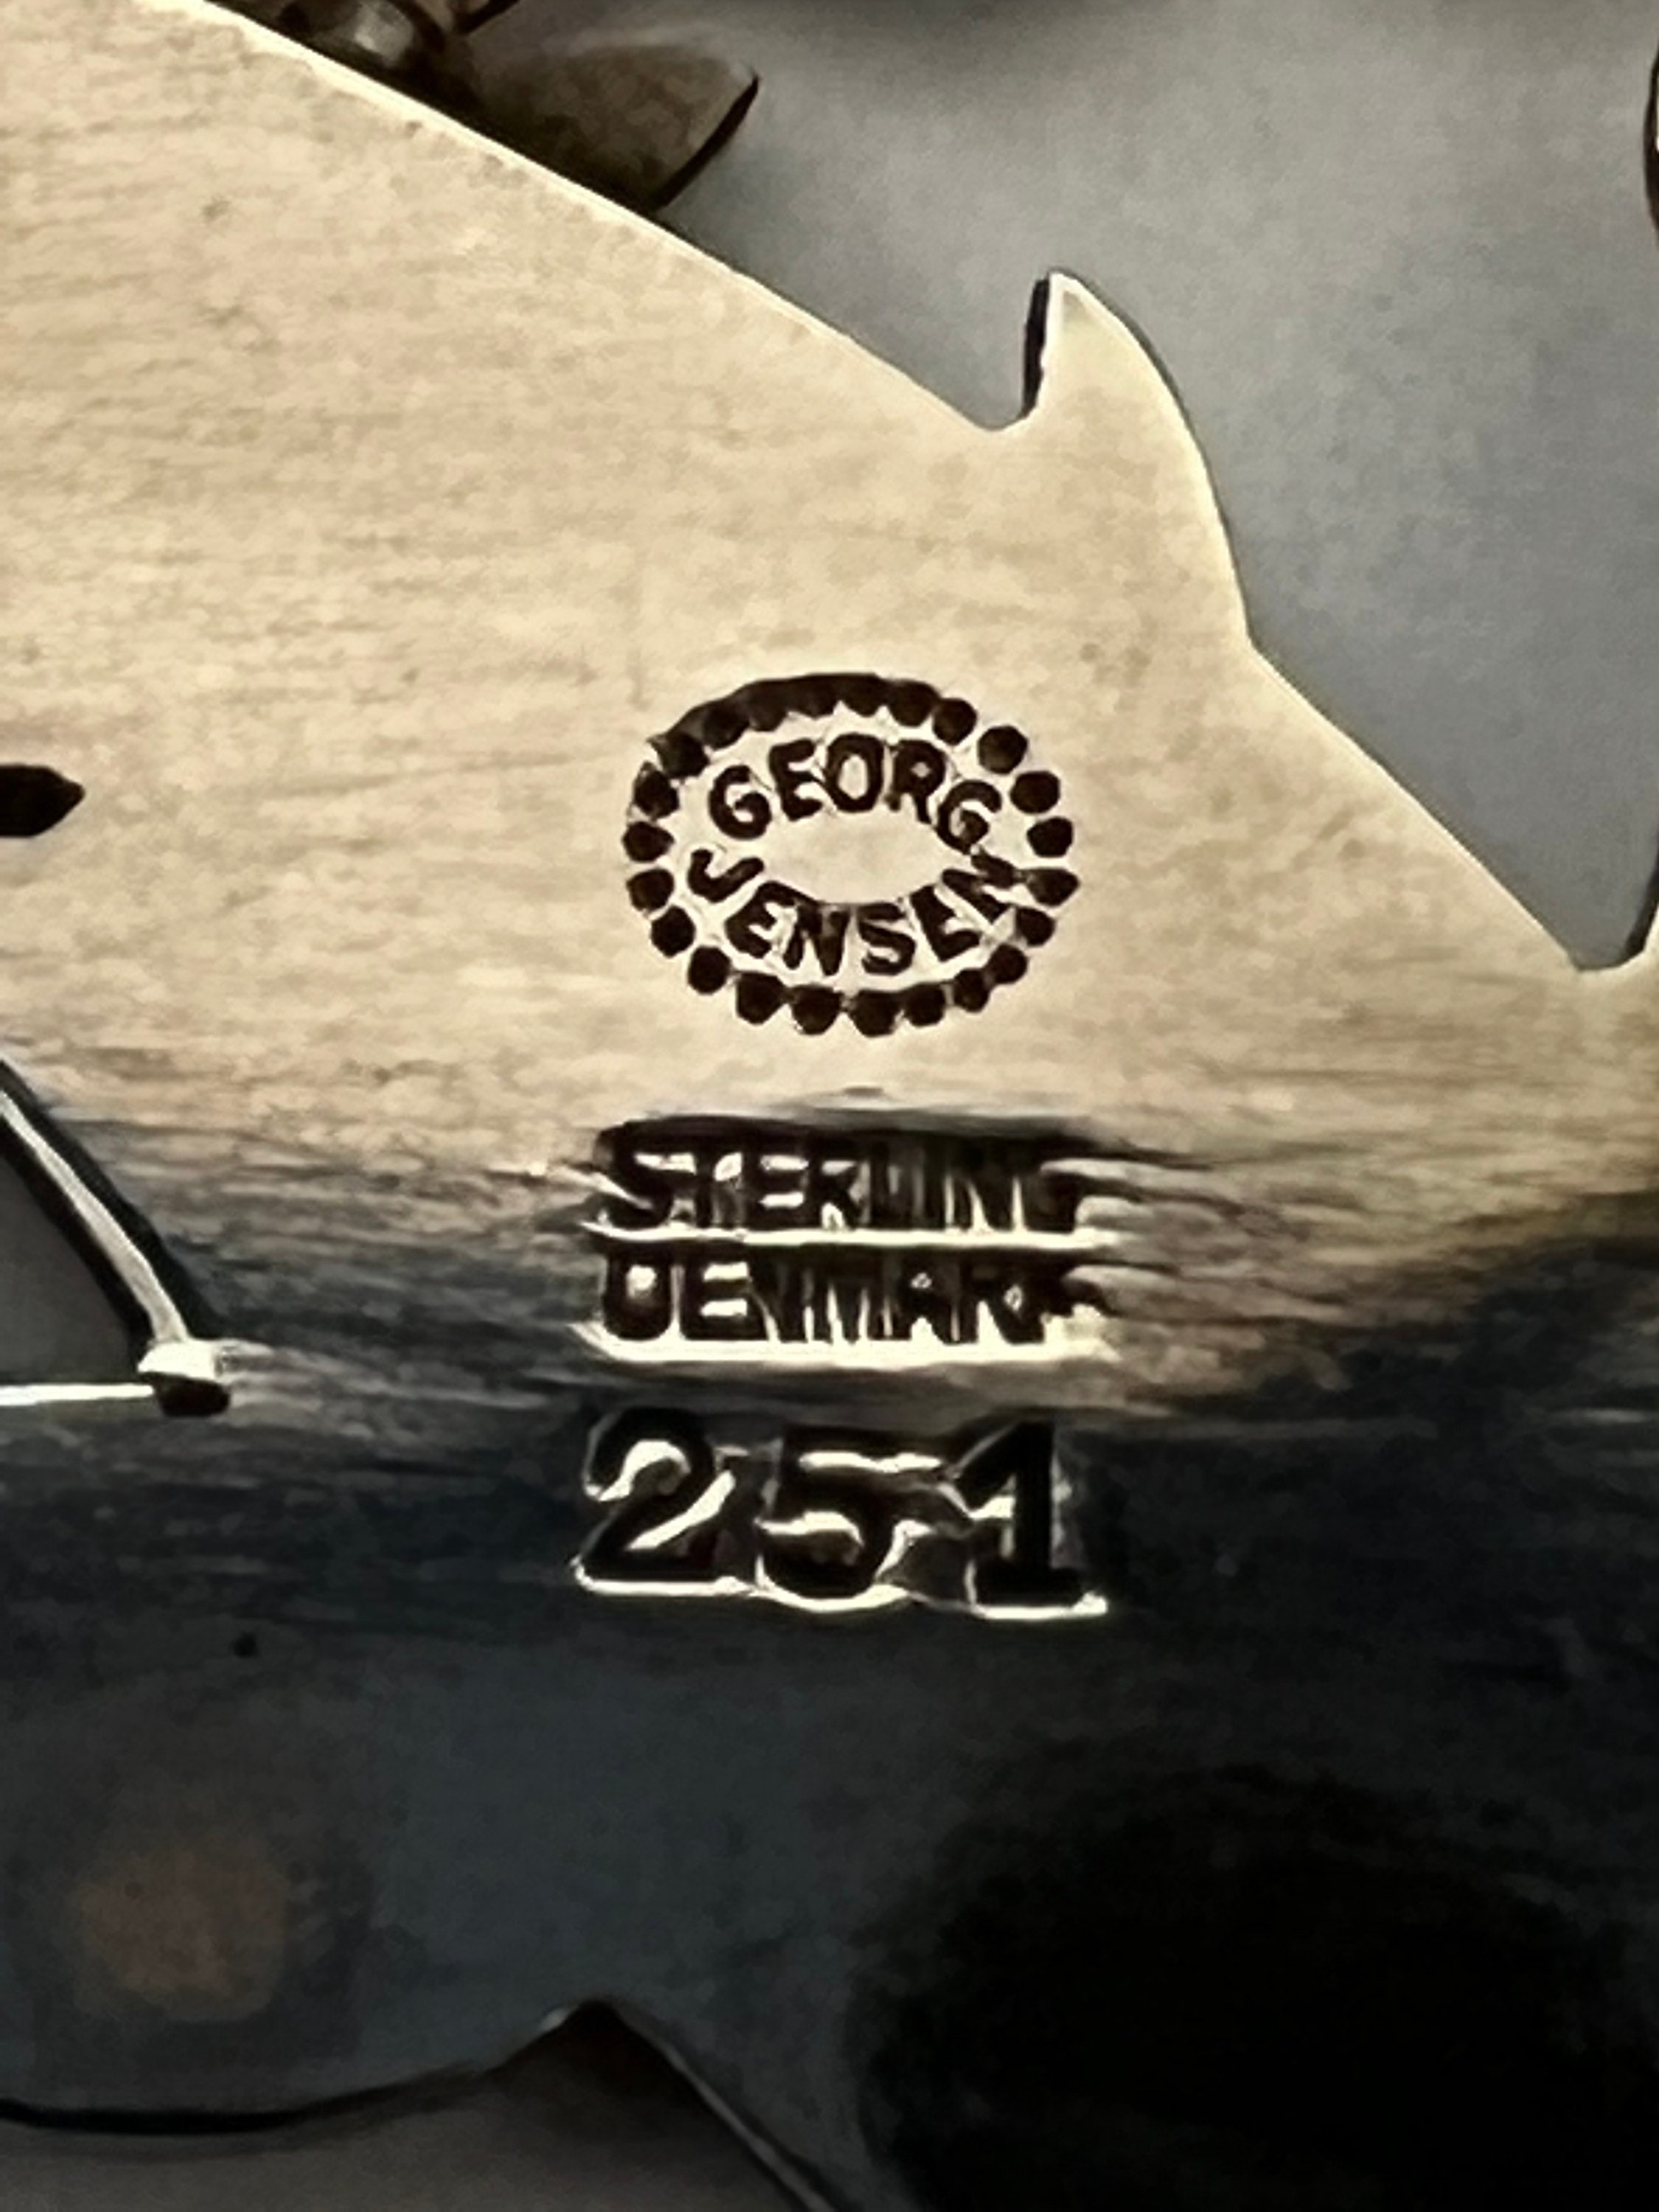 GEORG
JENSEN
STERLING
DENMARK
251